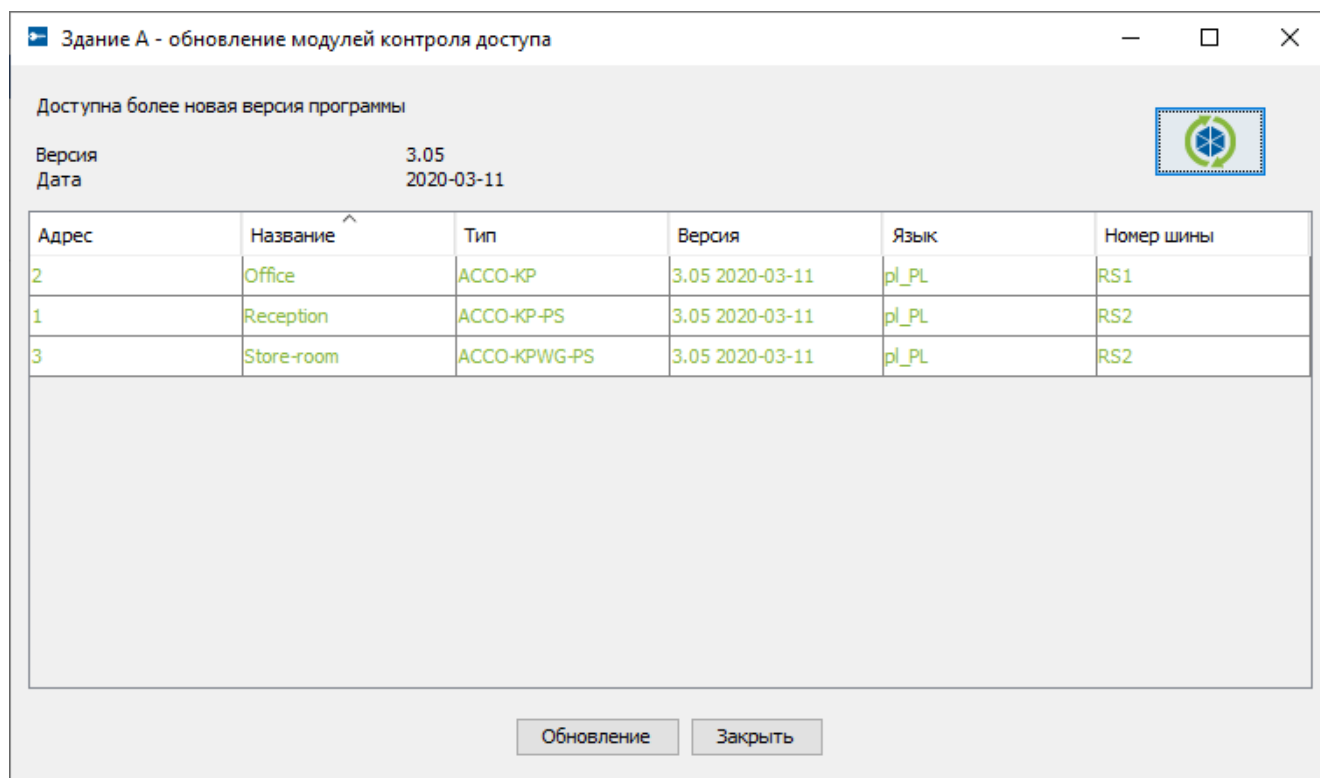 Здание А - обновление модулей контроля доступа
Доступна более новая версия программы
Версия 3.05
Дата 2020-03-11
Адрес Название Тип Версия Язык Номер шины
2 Office ACCO-KP 3.05 2020-03-11 pl_PL RS1
1 Reception ACCO-KP-PS 3.05 2020-03-11 pl_PL RS2
3 Store-room ACCO-KPWG-PS 3.05 2020-03-11 pl_PL RS2
Обновление Закрыть